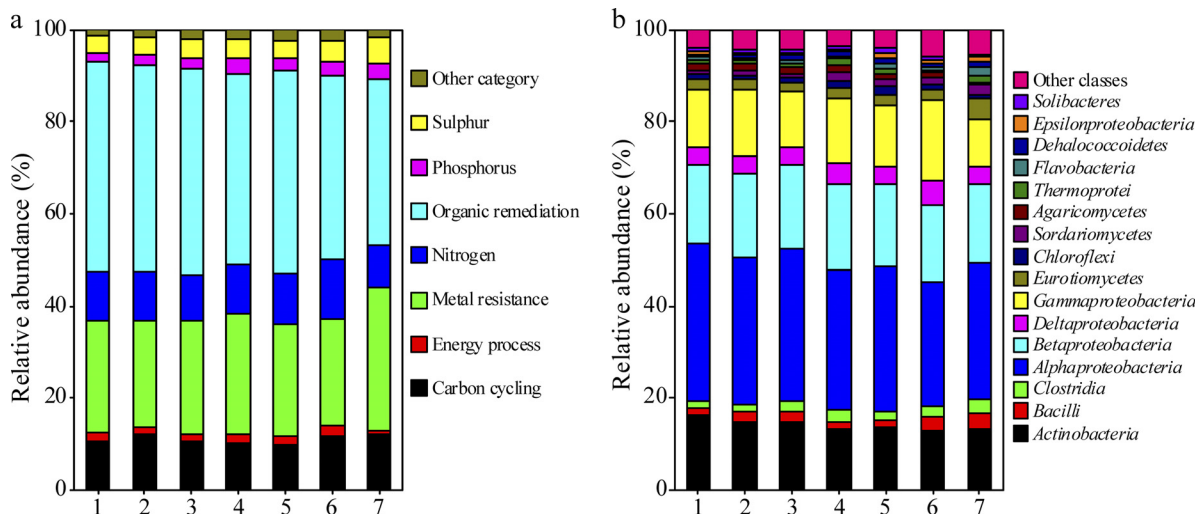 a
Relative abundance (%)
100
80
60
40
20
0
1 2 3 4 5 6 7
Other category
Sulphur
Phosphorus
Organic remediation
Nitrogen
Metal resistance
Energy process
Carbon cycling
b
Relative abundance (%)
100
80
60
40
20
0
1 2 3 4 5 6 7
Other classes
Solibacteres
Epsilonproteobacteria
Dehalococcoidetes
Flavobacteria
Thermoprotei
Agaricomycetes
Sordariomycetes
Chloroflexi
Eurotiomycetes
Gammaproteobacteria
Deltaproteobacteria
Betaproteobacteria
Alphaproteobacteria
Clostridia
Bacilli
Actinobacteria